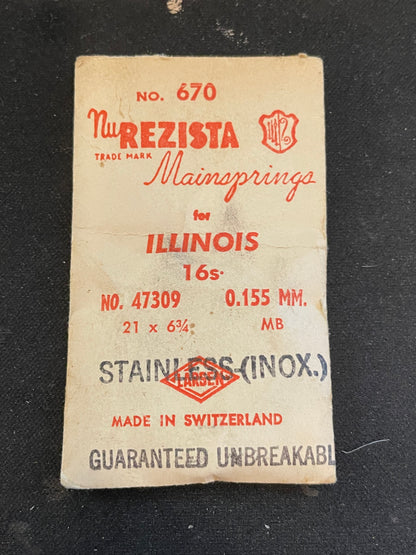 NO. 670
Nu REZISTA
TRADE MARK
Mainsprings
for
ILLINOIS
16s.
NO. 47309 0.155 MM.
21 x 6¾ MB
STAINLESS-(INOX.)
LARSEN
MADE IN SWITZERLAND
GUARANTEED UNBREAKABL